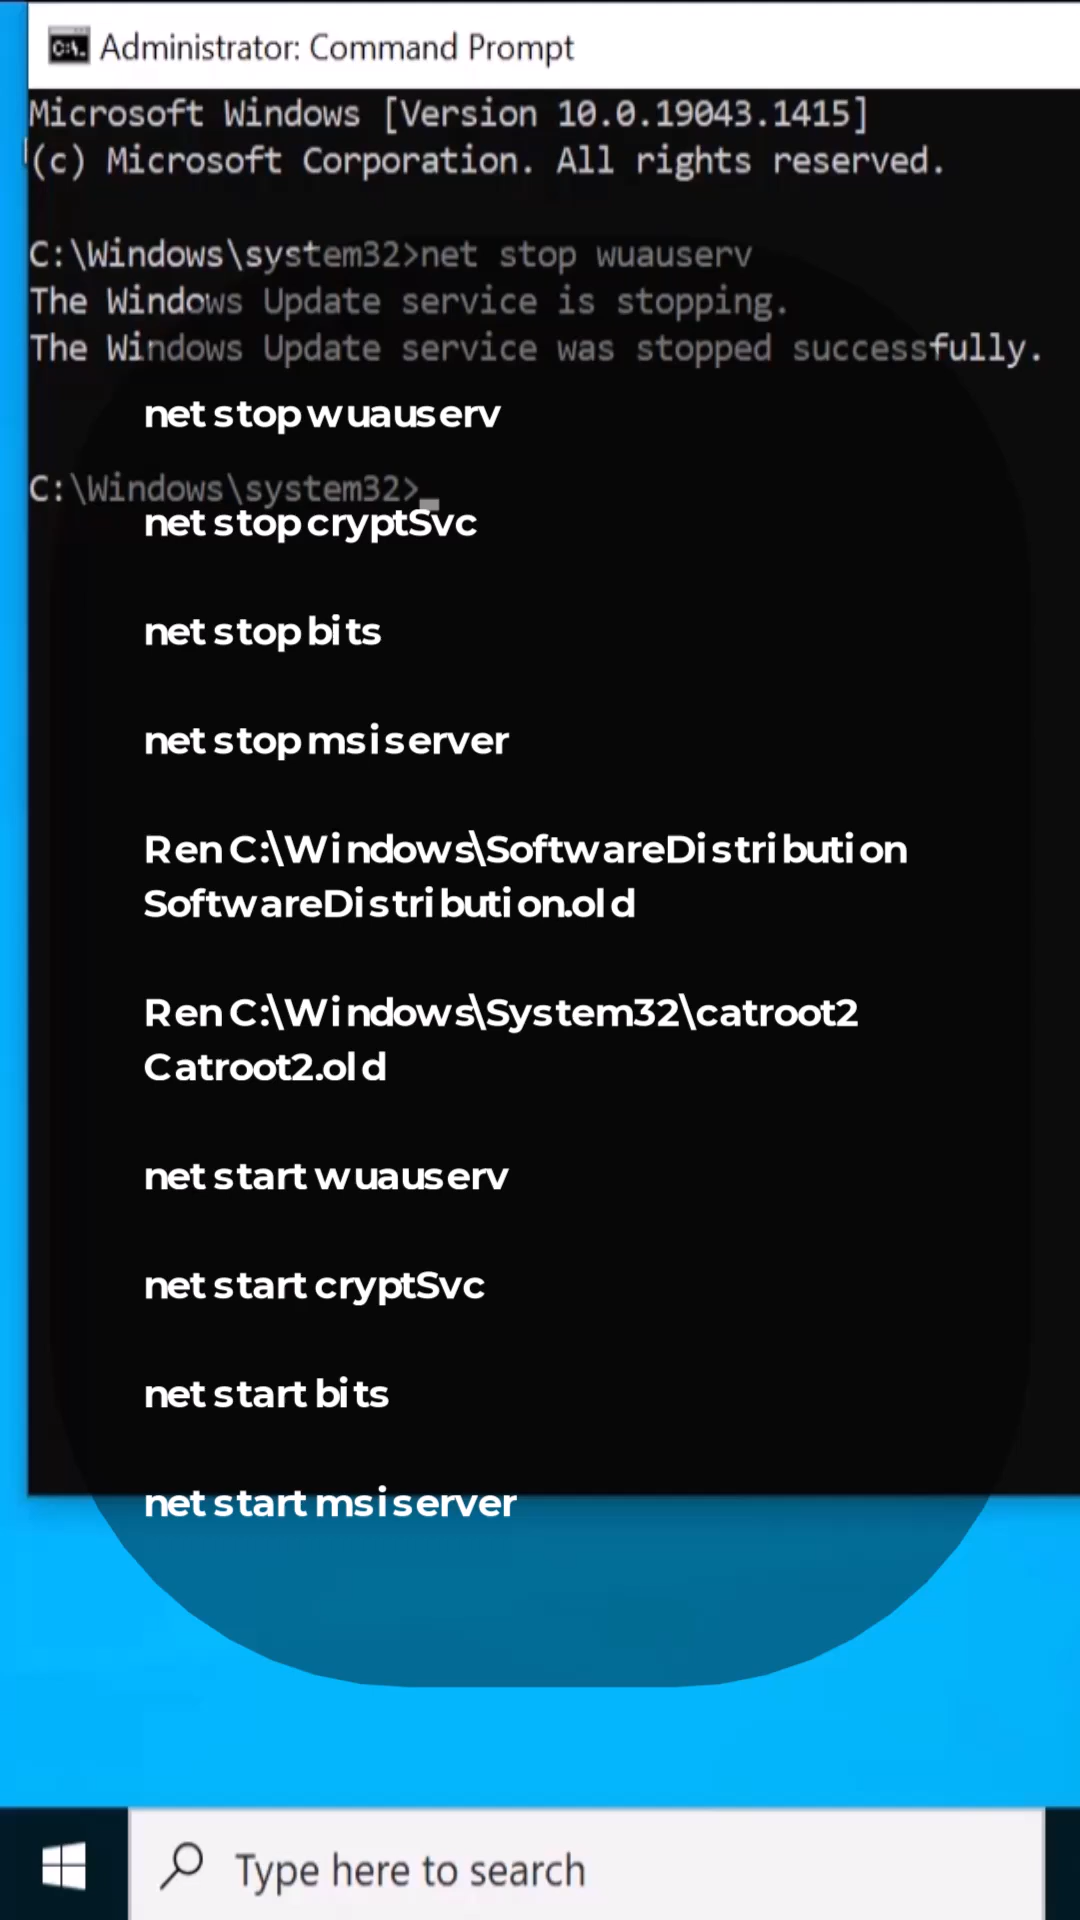 Administrator: Command Prompt
Microsoft Windows [Version 10.0.19043.1415]
(c) Microsoft Corporation. All rights reserved.
C:\Windows\system32>net stop wuauserv
The Windows Update service is stopping.
The Windows Update service was stopped successfully.
net stop wuauserv
C:\Windows\system32>_
net stop cryptSvc
net stop bits
net stop msiserver
Ren C:\Windows\SoftwareDistribution
SoftwareDistribution.old
Ren C:\Windows\System32\catroot2
Catroot2.old
net start wuauserv
net start cryptSvc
net start bits
net start msiserver
Type here to search